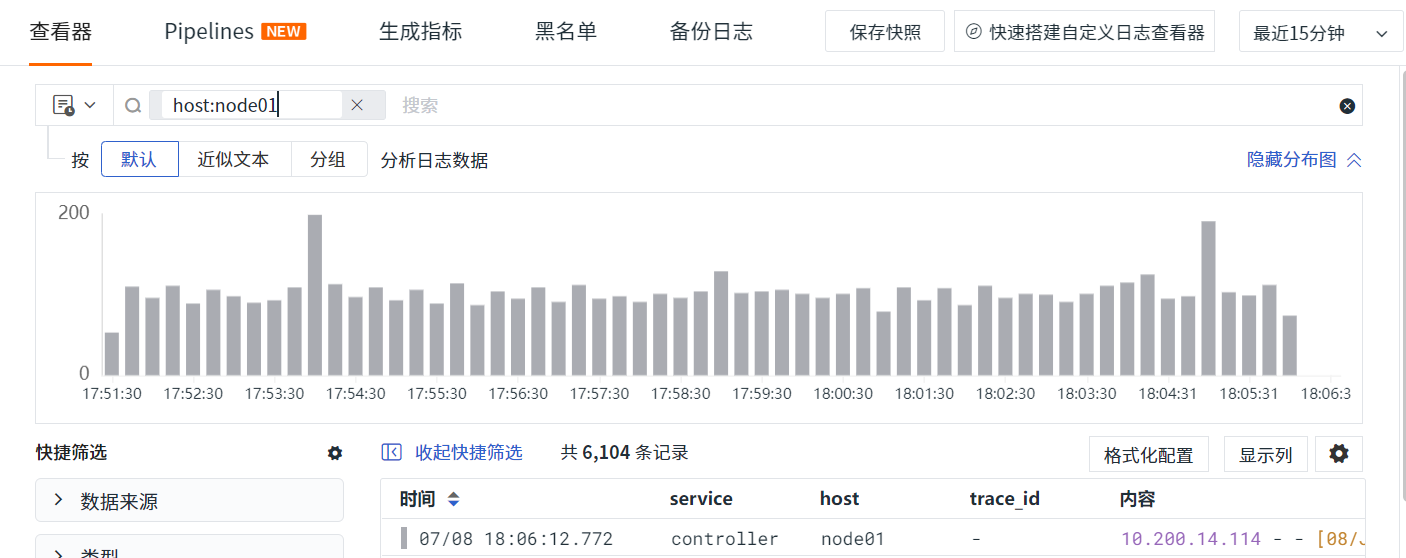 查看器 Pipelines NEW 生成指标 黑名单 备份日志 保存快照 快速搭建自定义日志查看器 最近15分钟
host:node01 搜索
按 默认 近似文本 分组 分析日志数据 隐藏分布图
200
0
17:51:30 17:52:30 17:53:30 17:54:30 17:55:30 17:56:30 17:57:30 17:58:30 17:59:30 18:00:30 18:01:30 18:02:30 18:03:30 18:04:31 18:05:31 18:06:3
快捷筛选 收起快捷筛选 共 6,104 条记录 格式化配置 显示列
数据来源
时间 service host trace_id 内容
07/08 18:06:12.772 controller node01 - 10.200.14.114 - - [08/J
类型